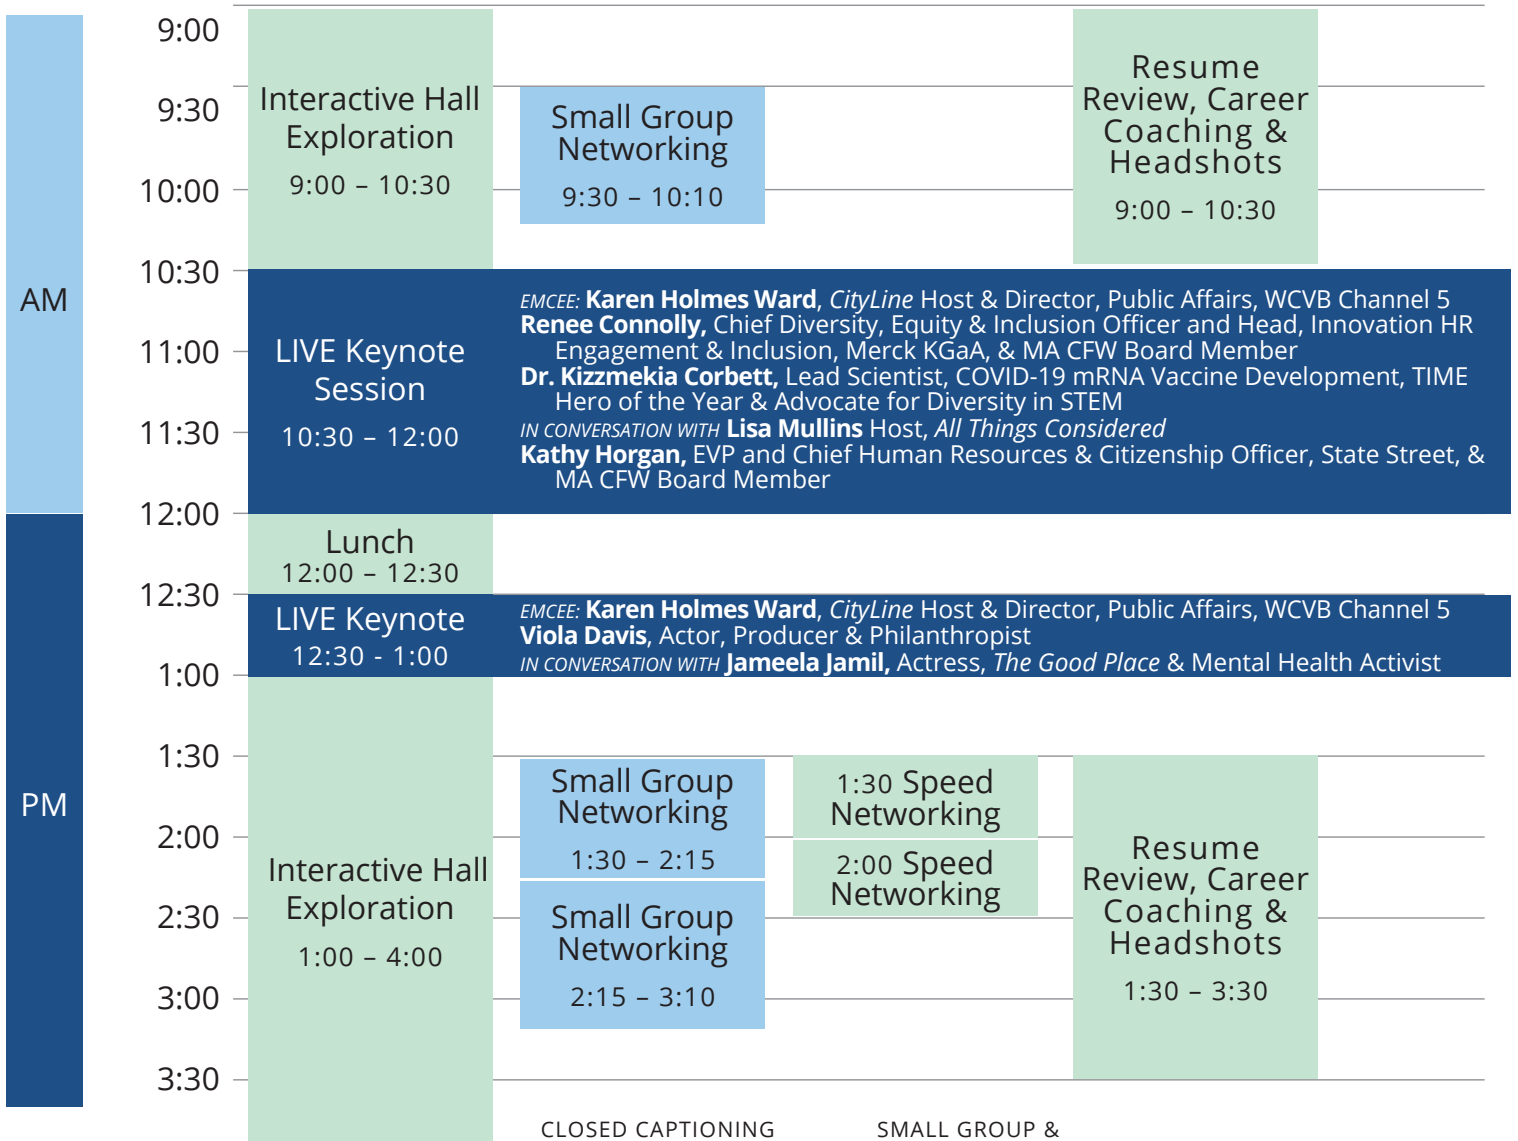 AM
PM
9:00
9:30
10:00
10:30
11:00
11:30
12:00
12:30
1:00
1:30
2:00
2:30
3:00
3:30
Interactive Hall
Exploration
9:00 – 10:30
Small Group
Networking
9:30 – 10:10
Resume
Review, Career
Coaching &
Headshots
9:00 – 10:30
LIVE Keynote
Session
10:30 – 12:00
EMCEE: Karen Holmes Ward, CityLine Host & Director, Public Affairs, WCVB Channel 5
Renee Connolly, Chief Diversity, Equity & Inclusion Officer and Head, Innovation HR
Engagement & Inclusion, Merck KGaA, & MA CFW Board Member
Dr. Kizzmekia Corbett, Lead Scientist, COVID-19 mRNA Vaccine Development, TIME
Hero of the Year & Advocate for Diversity in STEM
IN CONVERSATION WITH Lisa Mullins Host, All Things Considered
Kathy Horgan, EVP and Chief Human Resources & Citizenship Officer, State Street, &
MA CFW Board Member
Lunch
12:00 – 12:30
LIVE Keynote
12:30 - 1:00
EMCEE: Karen Holmes Ward, CityLine Host & Director, Public Affairs, WCVB Channel 5
Viola Davis, Actor, Producer & Philanthropist
IN CONVERSATION WITH Jameela Jamil, Actress, The Good Place & Mental Health Activist
Interactive Hall
Exploration
1:00 – 4:00
Small Group
Networking
1:30 – 2:15
Small Group
Networking
2:15 – 3:10
1:30 Speed
Networking
2:00 Speed
Networking
Resume
Review, Career
Coaching &
Headshots
1:30 – 3:30
CLOSED CAPTIONING
SMALL GROUP &